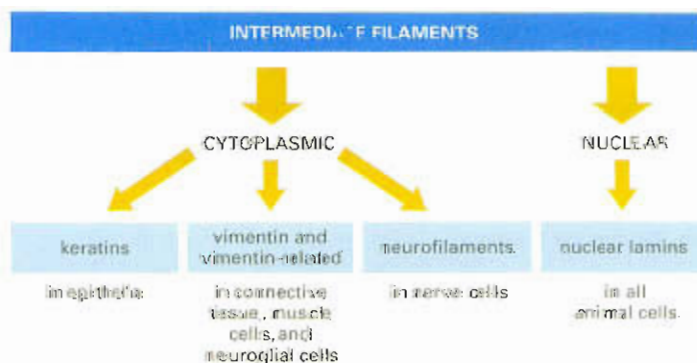 INTERMEDIATE FILAMENTS
CYTOPLASMIC NUCLEAR
keratins
vimentin and
vimentin-related
neurofilaments
nuclear lamins
in epithelia
in connective
tissue, muscle
cells, and
neuroglial cells
in nerve cells
in all
animal cells